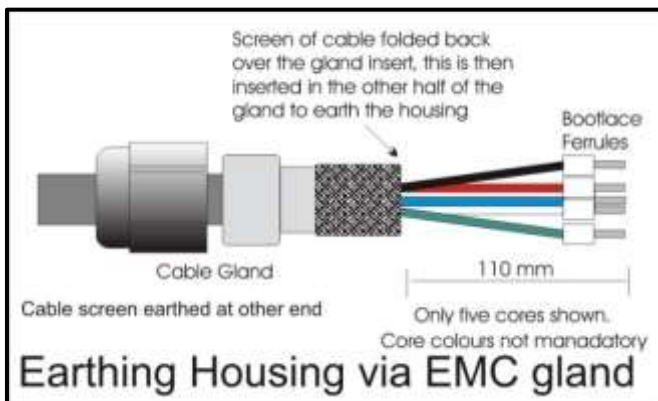 Screen of cable folded back
over the gland insert, this is then
inserted in the other half of the
gland to earth the housing
Bootlace
Ferrules
Cable Gland
110 mm
Cable screen earthed at other end
Only five cores shown.
Core colours not manadatory
Earthing Housing via EMC gland